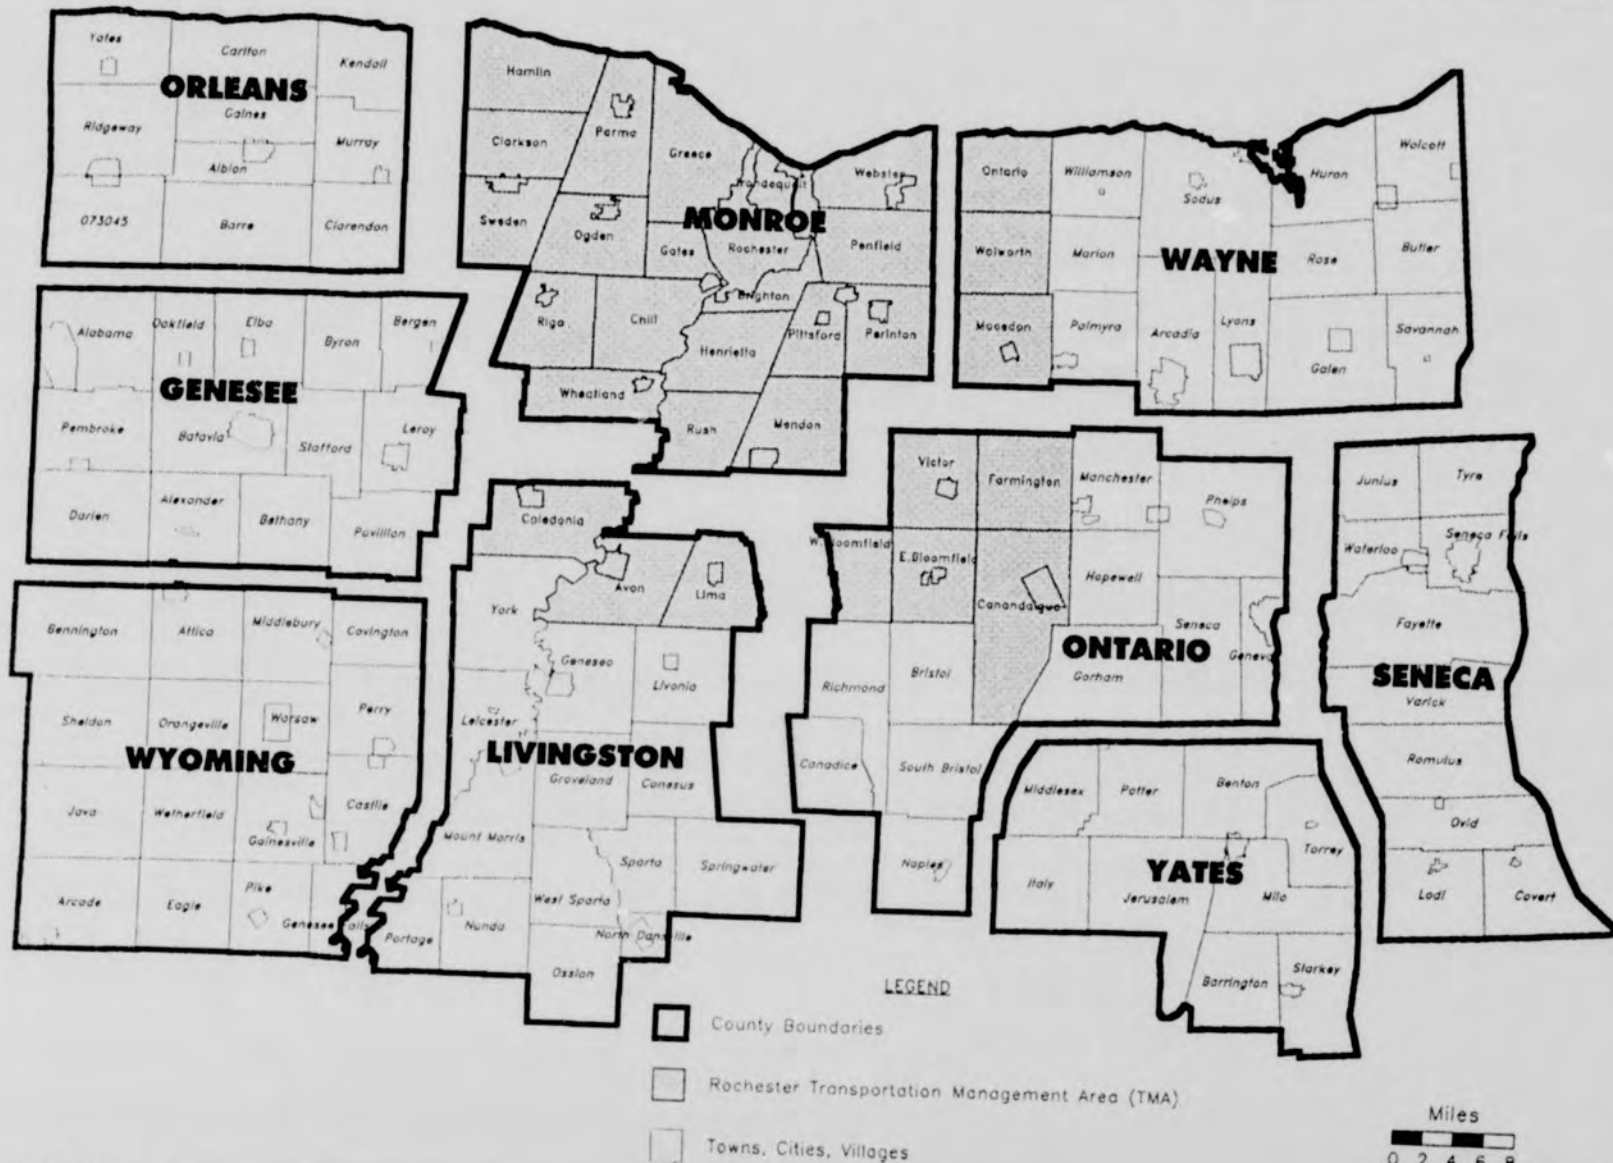 Yates
Carlton
Kendall
ORLEANS
Gaines
Ridgeway
Murray
Albion
073045
Barre
Clarendon
Hamlin
Parma
Clarkson
Greece
Irondequoit
Webster
Sweden
MONROE
Ogden
Gates
Rochester
Penfield
Brighton
Riga
Chili
Pittsford
Perinton
Henrietta
Wheatland
Rush
Mendon
Ontario
Williamson
Sodus
Huron
Wolcott
Walworth
Marion
WAYNE
Rose
Butler
Macedon
Palmyra
Arcadia
Lyons
Galen
Savannah
Alabama
Oakfield
Elba
Byron
Bergen
GENESEE
Pembroke
Batavia
Stafford
Leroy
Darien
Alexander
Bethany
Pavillion
Bennington
Attica
Middlebury
Covington
Sheldon
Orangeville
Warsaw
Perry
WYOMING
Java
Wetherfield
Gainesville
Castile
Arcade
Eagle
Pike
Genesee Falls
Caledonia
Avon
Lima
York
Geneseo
Livonia
Leicester
LIVINGSTON
Groveland
Conesus
Mount Morris
Sparta
Springwater
West Sparta
Portage
Nunda
North Dansville
Ossian
Victor
Farmington
Manchester
Phelps
W. Bloomfield
E. Bloomfield
Canandaigua
Hopewell
Seneca
Geneva
ONTARIO
Gorham
Richmond
Bristol
Canadice
South Bristol
Naples
Junius
Tyre
Waterloo
Seneca Falls
Fayette
SENECA
Varick
Romulus
Ovid
Lodi
Covert
Middlesex
Potter
Benton
Torrey
YATES
Italy
Jerusalem
Milo
Barrington
Starkey
LEGEND
County Boundaries
Rochester Transportation Management Area (TMA)
Towns, Cities, Villages
Miles
0 2 4 6 8